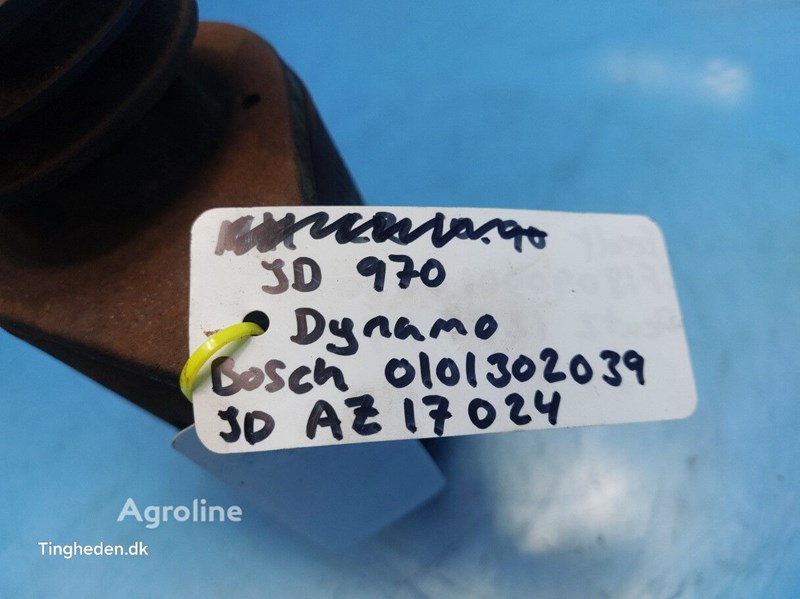 JD 970
Dynamo
Bosch 0101302039
JD AZ 17024
Agroline
Tingheden.dk